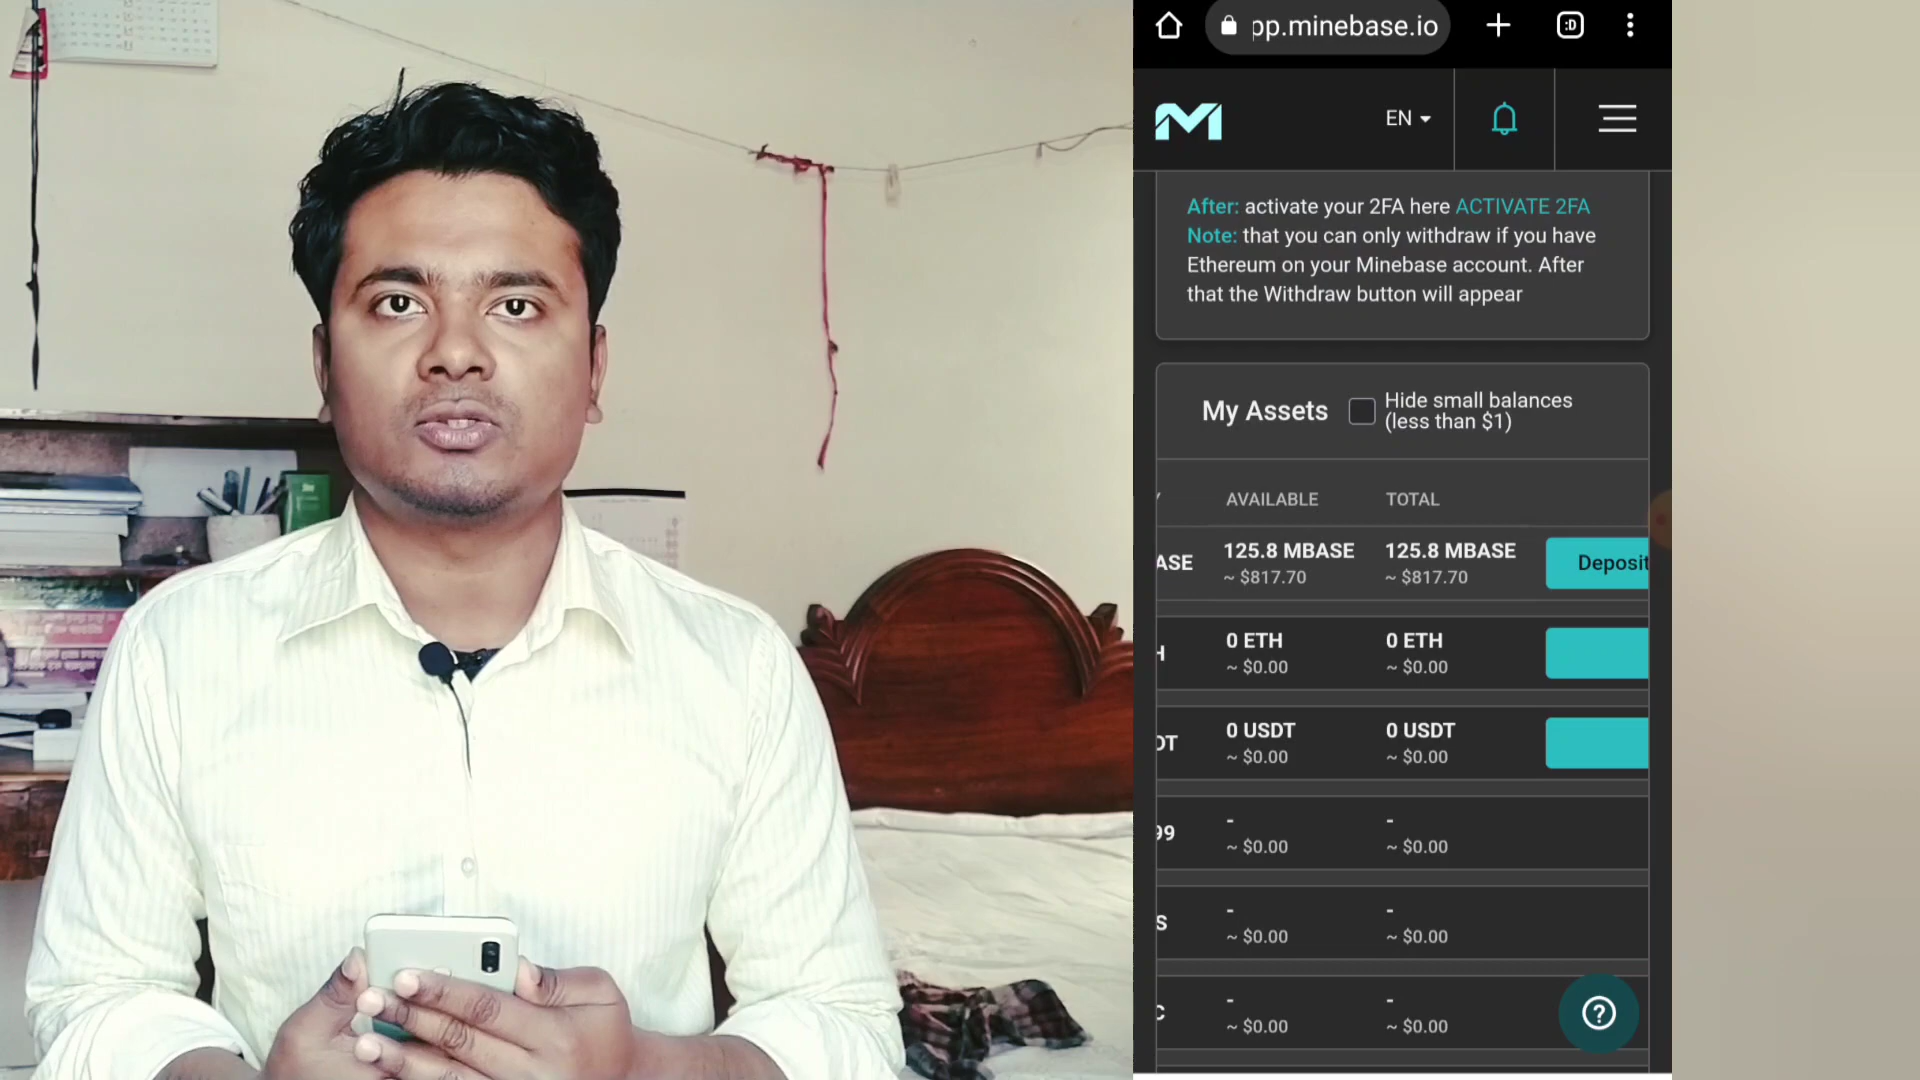 pp.minebase.io
:D
EN
After: activate your 2FA here ACTIVATE 2FA
Note: that you can only withdraw if you have
Ethereum on your Minebase account. After
that the Withdraw button will appear
My Assets
Hide small balances
(less than $1)
AVAILABLE TOTAL
ASE 125.8 MBASE 125.8 MBASE Deposit
~ $817.70 ~ $817.70
H 0 ETH 0 ETH
~ $0.00 ~ $0.00
DT 0 USDT 0 USDT
~ $0.00 ~ $0.00
99 - -
~ $0.00 ~ $0.00
S - -
~ $0.00 ~ $0.00
C - -
~ $0.00 ~ $0.00
?